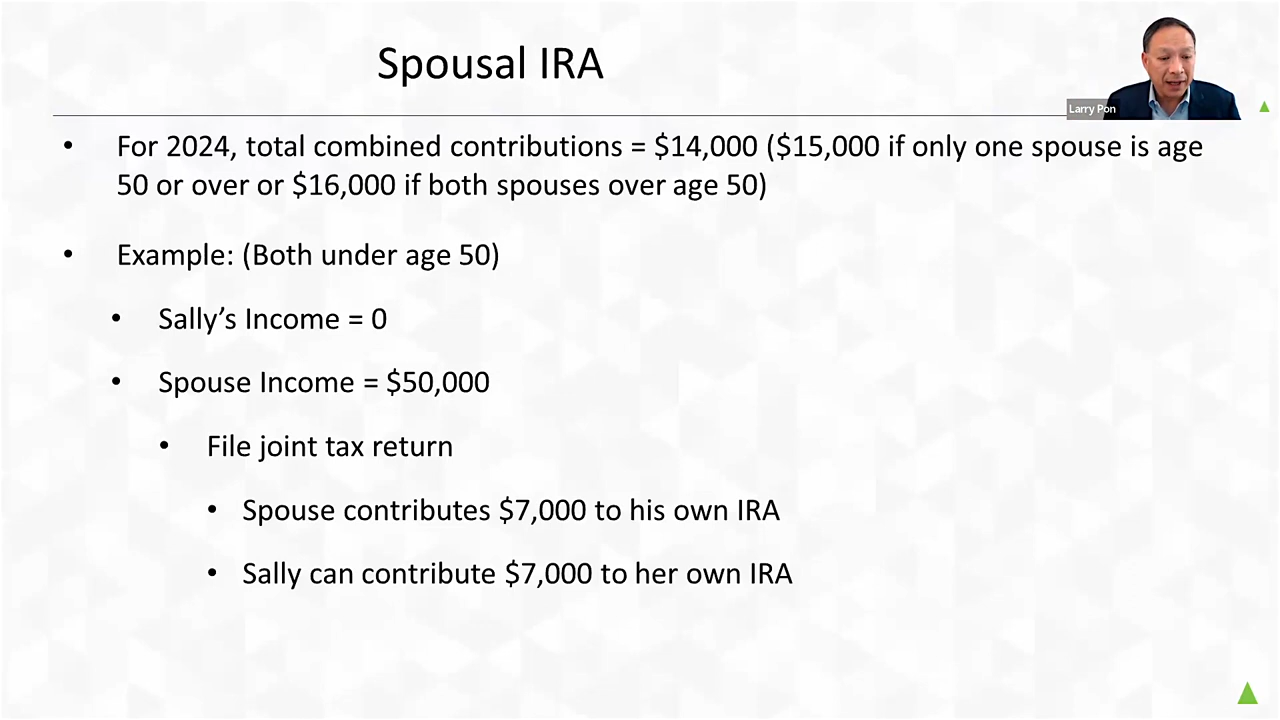 Spousal IRA
Larry Pon
• For 2024, total combined contributions = $14,000 ($15,000 if only one spouse is age
50 or over or $16,000 if both spouses over age 50)
• Example: (Both under age 50)
• Sally’s Income = 0
• Spouse Income = $50,000
• File joint tax return
• Spouse contributes $7,000 to his own IRA
• Sally can contribute $7,000 to her own IRA